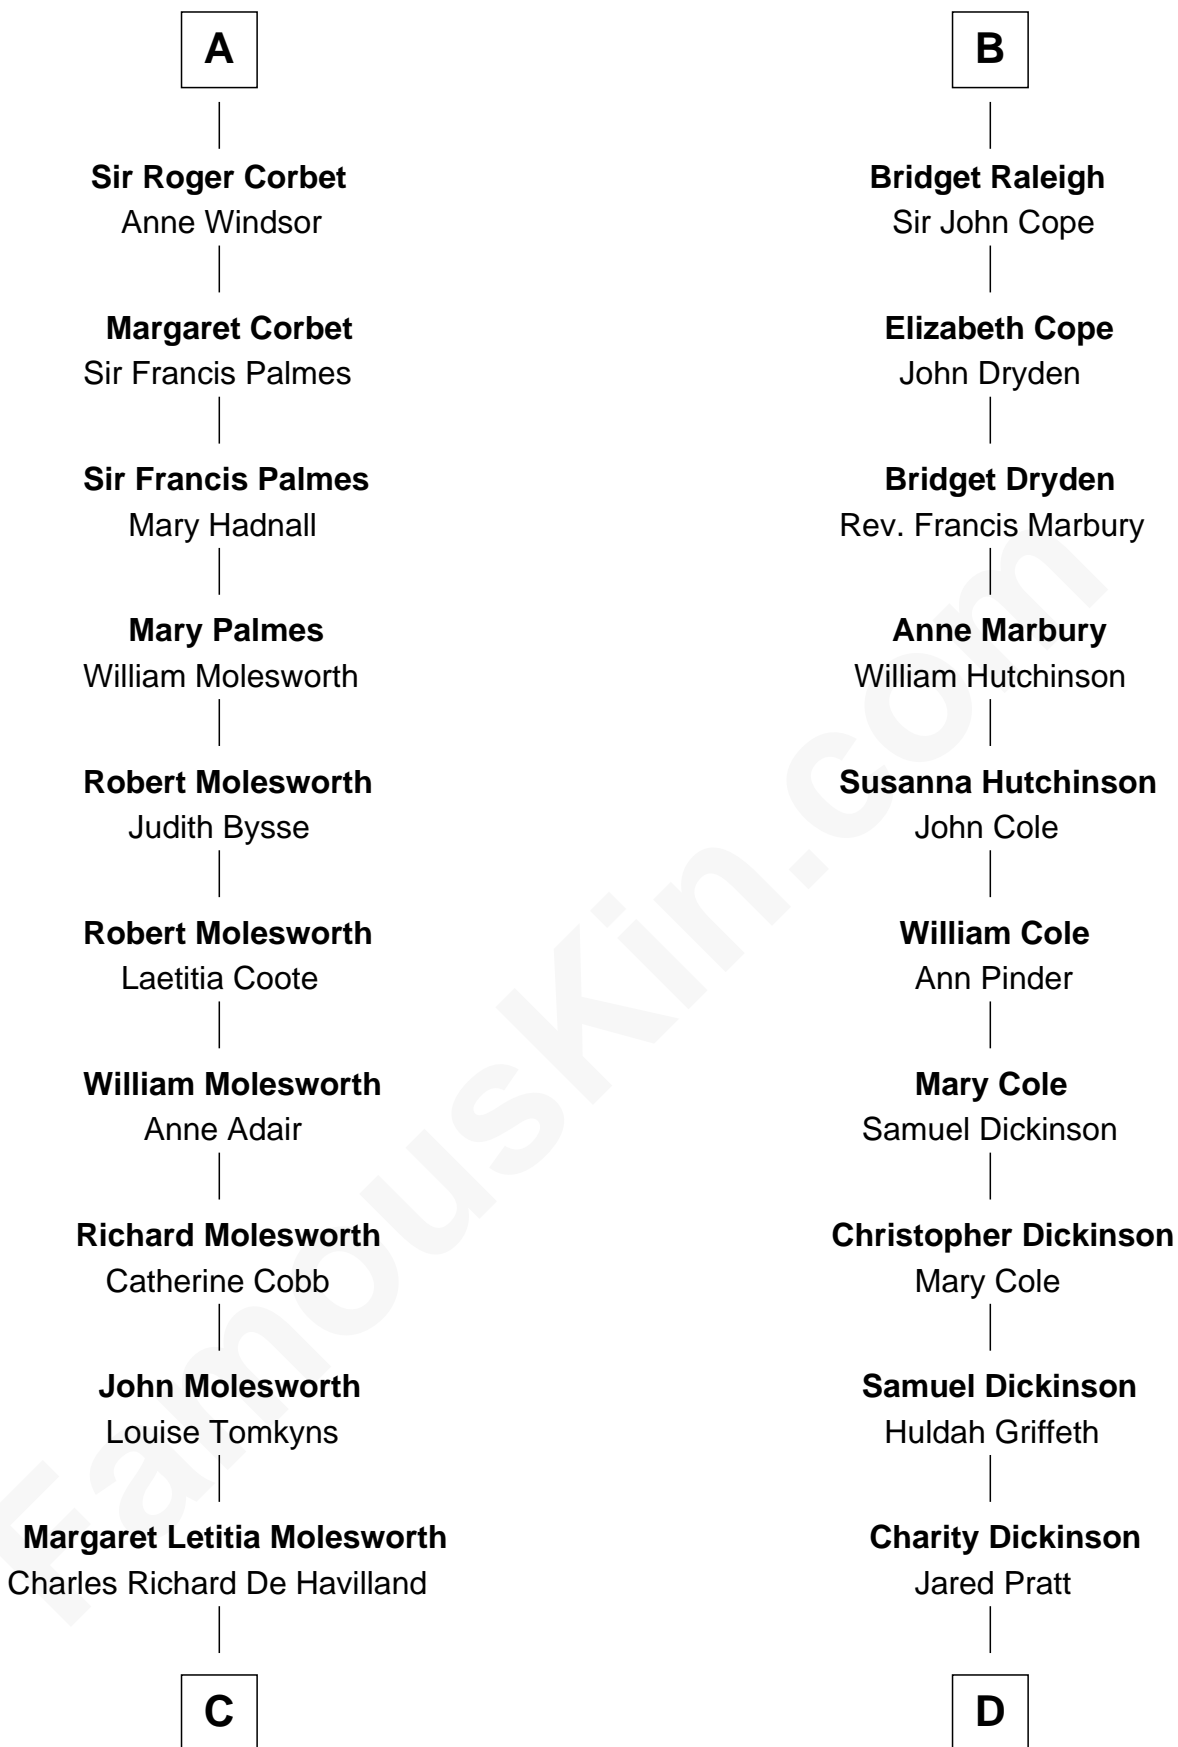 A
Sir Roger Corbet
Anne Windsor
Margaret Corbet
Sir Francis Palmes
Sir Francis Palmes
Mary Hadnall
Mary Palmes
William Molesworth
Robert Molesworth
Judith Bysse
Robert Molesworth
Laetitia Coote
William Molesworth
Anne Adair
Richard Molesworth
Catherine Cobb
John Molesworth
Louise Tomkyns
Margaret Letitia Molesworth
Charles Richard De Havilland
C
B
Bridget Raleigh
Sir John Cope
Elizabeth Cope
John Dryden
Bridget Dryden
Rev. Francis Marbury
Anne Marbury
William Hutchinson
Susanna Hutchinson
John Cole
William Cole
Ann Pinder
Mary Cole
Samuel Dickinson
Christopher Dickinson
Mary Cole
Samuel Dickinson
Huldah Griffeth
Charity Dickinson
Jared Pratt
D
FamousKin.com